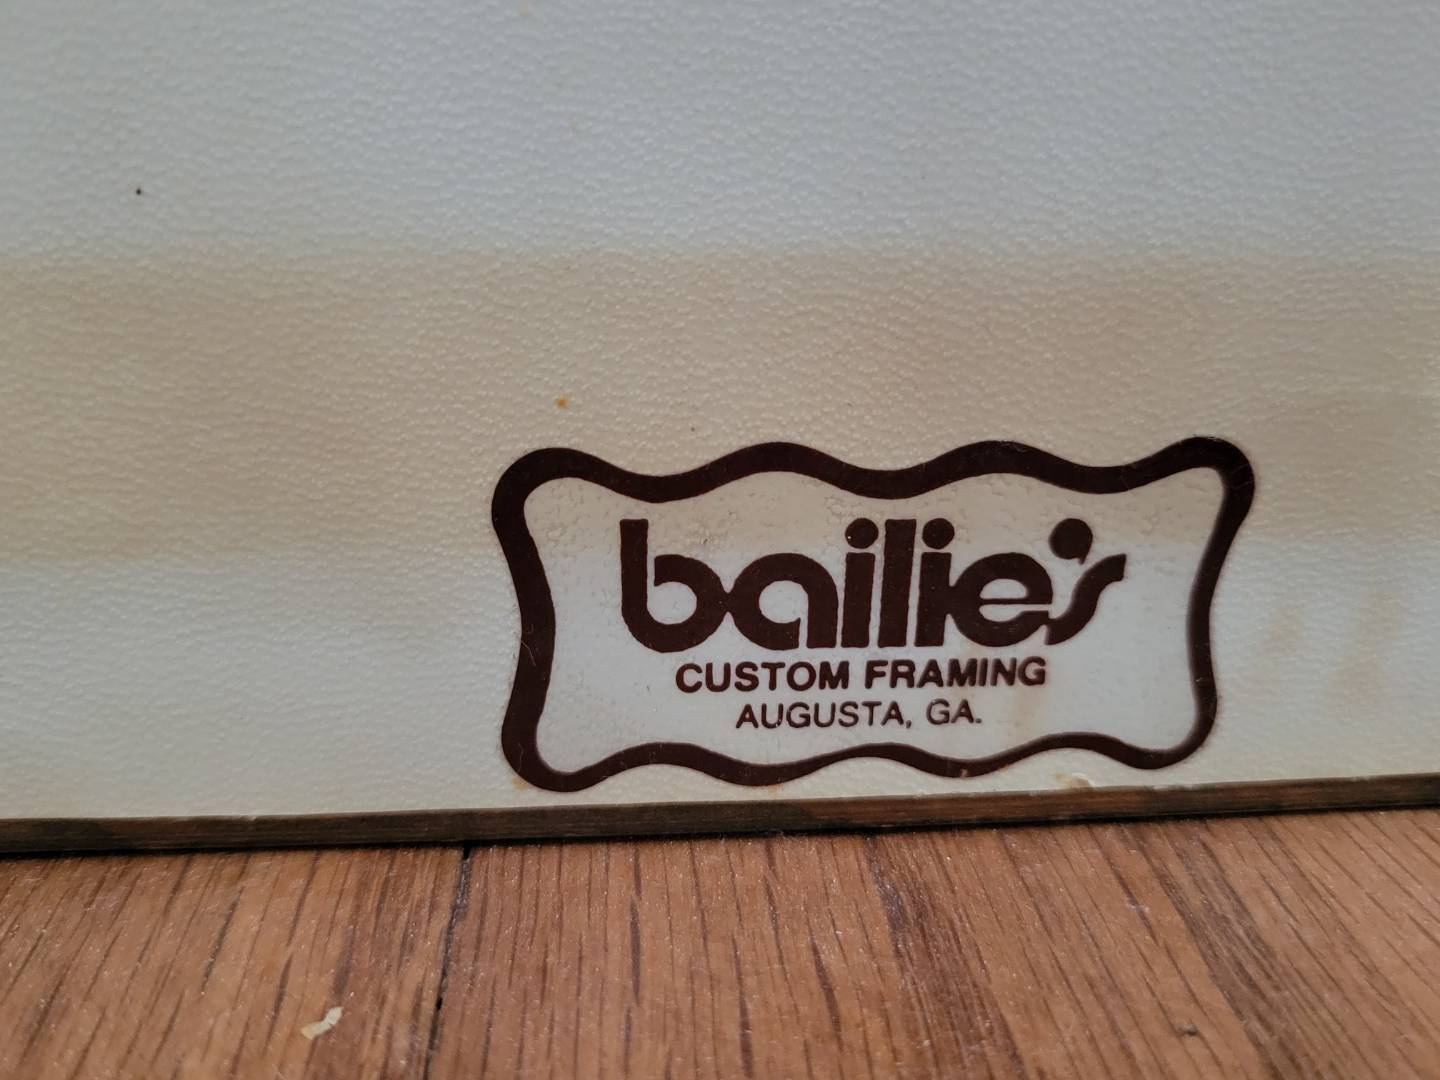 bailie's
CUSTOM FRAMING
AUGUSTA, GA.